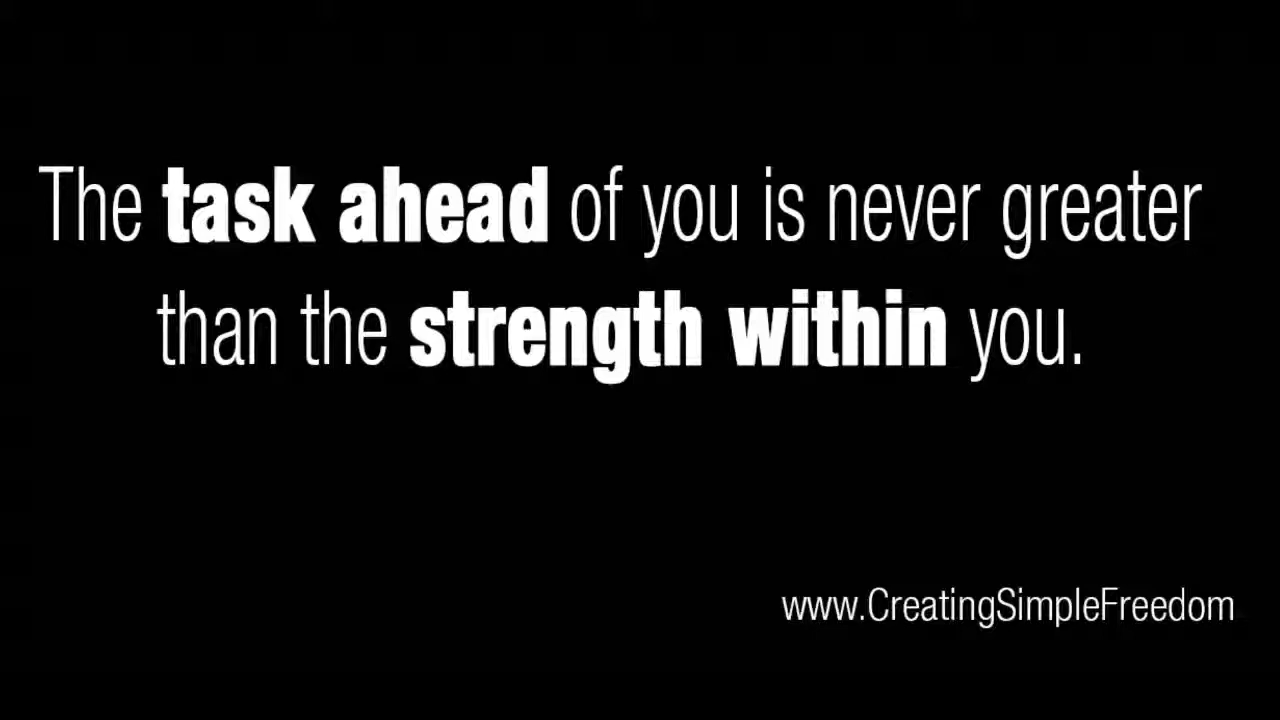 The task ahead of you is never greater
than the strength within you.
www.CreatingSimpleFreedom